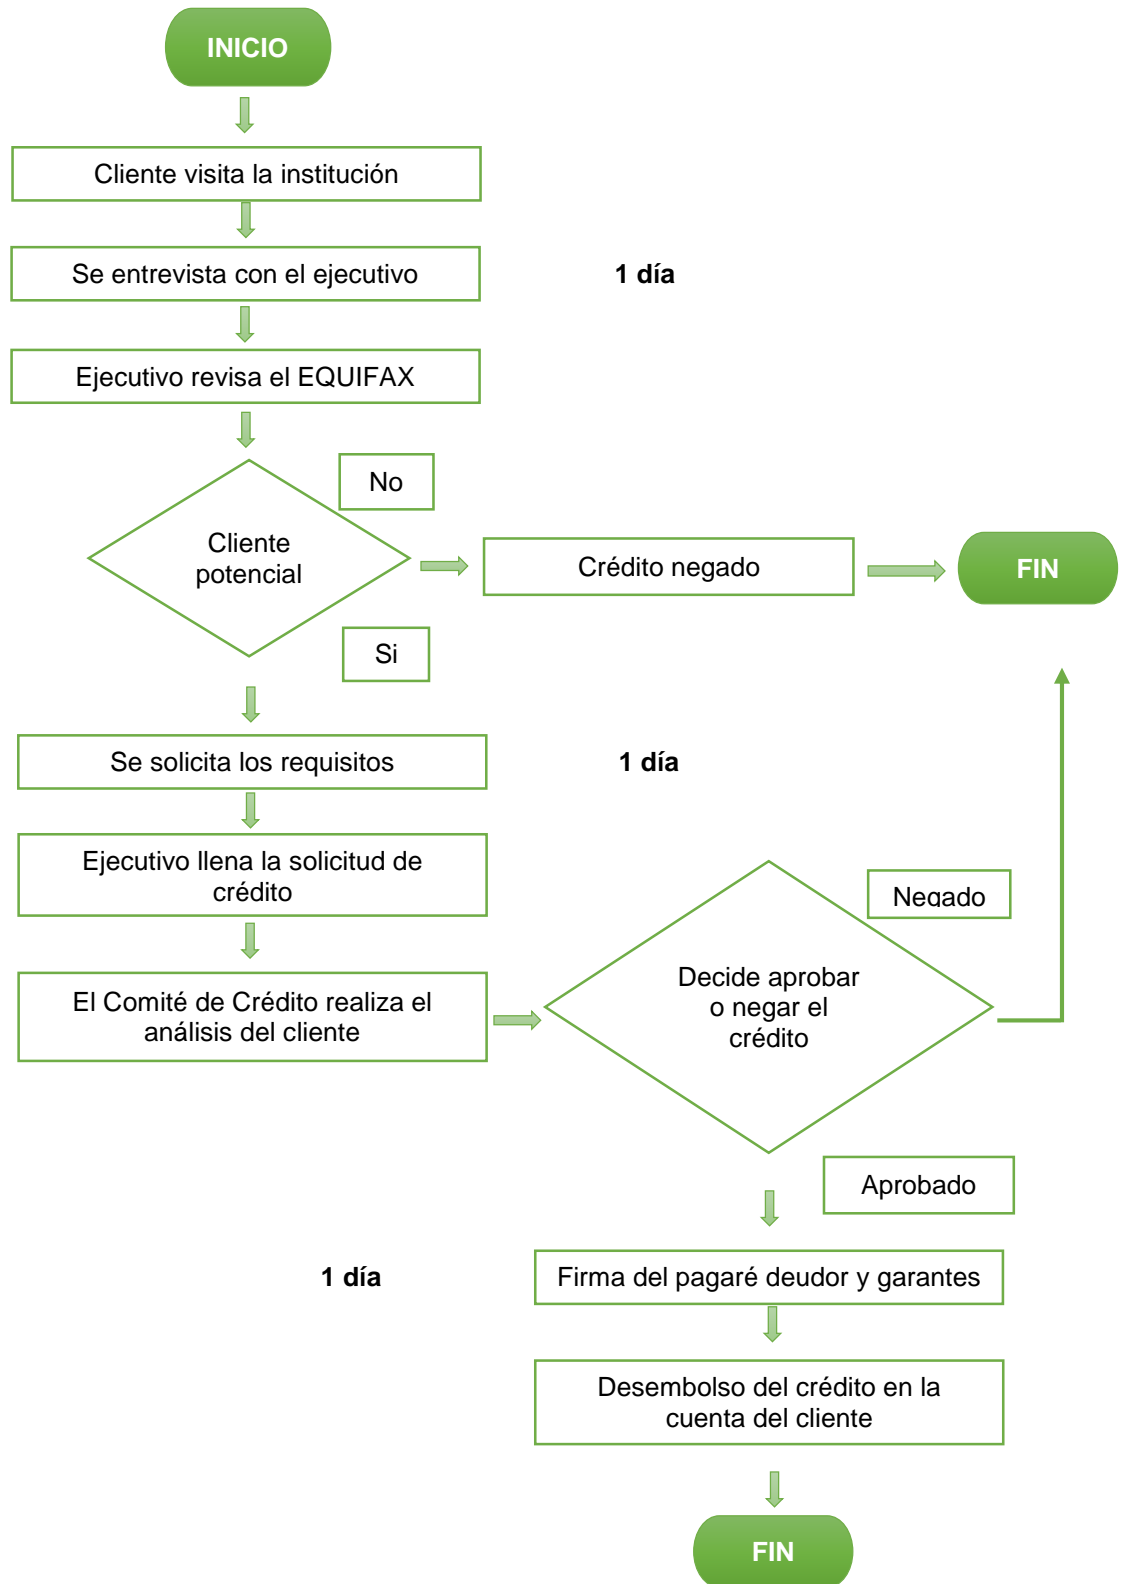 INICIO
Cliente visita la institución
Se entrevista con el ejecutivo
1 día
Ejecutivo revisa el EQUIFAX
No
Cliente
potencial
Crédito negado
FIN
Si
Se solicita los requisitos
1 día
Ejecutivo llena la solicitud de
crédito
Negado
El Comité de Crédito realiza el
análisis del cliente
Decide aprobar
o negar el
crédito
Aprobado
1 día
Firma del pagaré deudor y garantes
Desembolso del crédito en la
cuenta del cliente
FIN